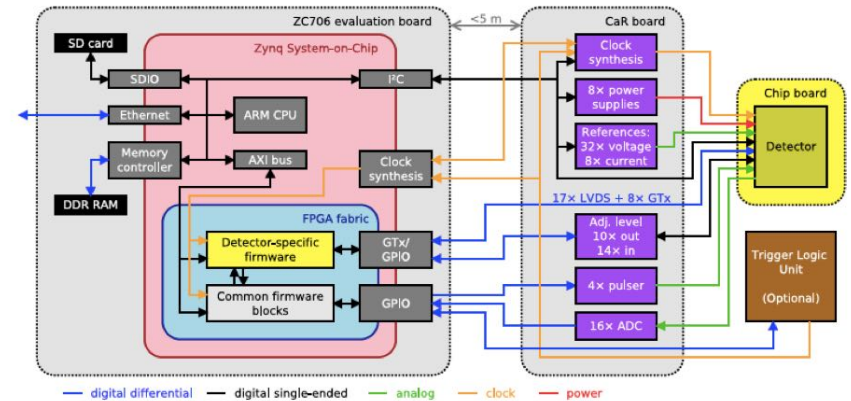 ZC706 evaluation board
<5 m
CaR board
SD card
Zynq System-on-Chip
Clock
synthesis
SDIO
I²C
8× power
supplies
Chip board
Ethernet
ARM CPU
References:
32× voltage
8× current
Detector
Memory
controller
AXI bus
Clock
synthesis
DDR RAM
17× LVDS + 8× GTx
FPGA fabric
Detector-specific
firmware
GTx/
GPIO
Adj. level
10× out
14× in
Trigger Logic
Unit
(Optional)
Common firmware
blocks
GPIO
4× pulser
16× ADC
digital differential
digital single-ended
analog
clock
power